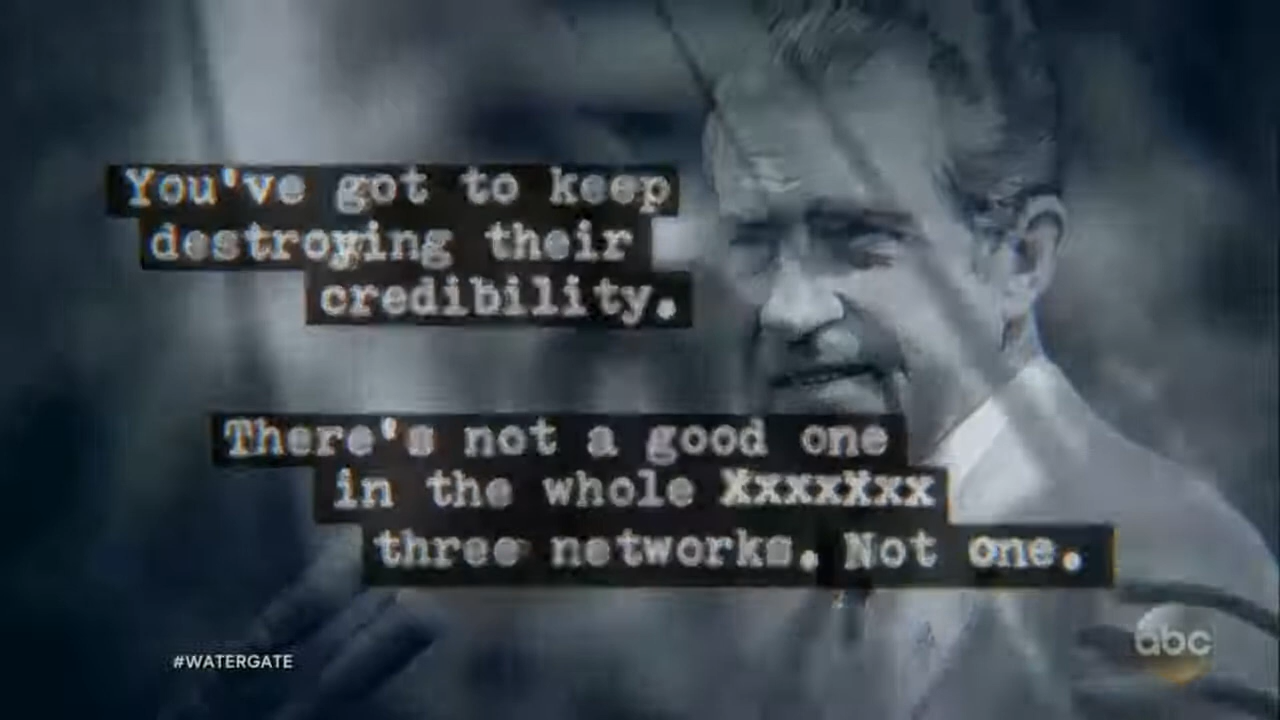 You've got to keep
destroying their
credibility.
There's not a good one
in the whole XxxxXxx
three networks. Not one.
#WATERGATE
abc